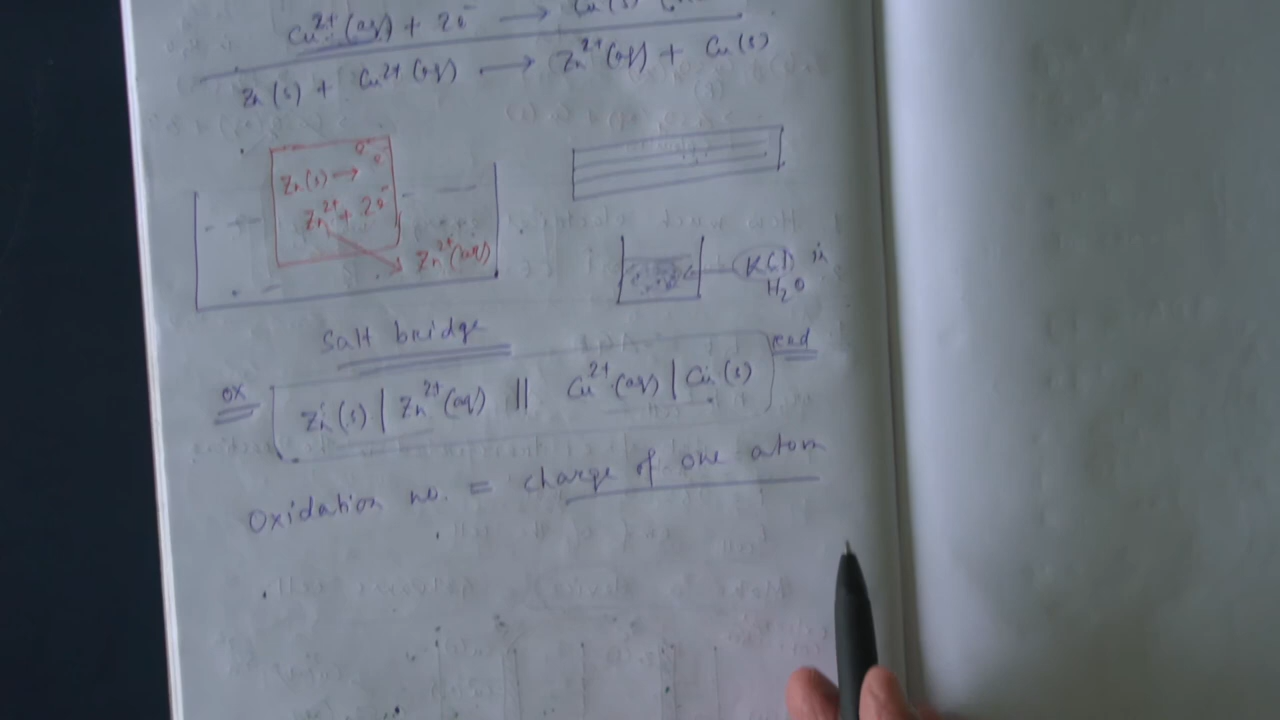 Cu²⁺(aq) + 2e⁻ ⟶ Cu(s)
Zn(s) + Cu²⁺(aq) ⟶ Zn²⁺(aq) + Cu(s)
Zn(s) →
Zn²⁺ + 2e⁻
Zn²⁺(aq)
KCl in
H₂O
Salt bridge
ox
red
Zn(s) | Zn²⁺(aq) || Cu²⁺(aq) | Cu(s)
Oxidation no. = charge of one atom